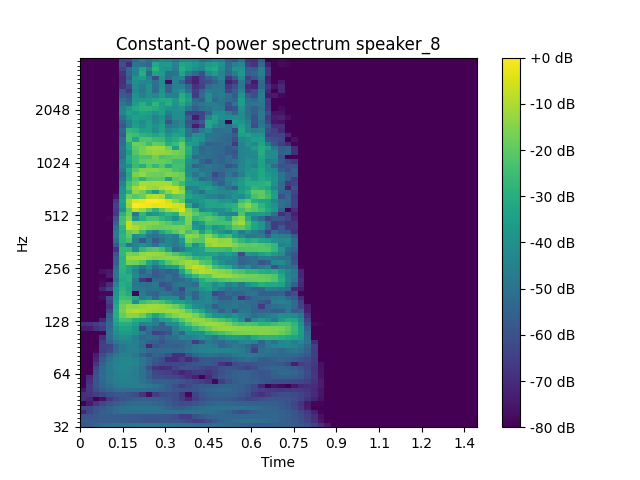 Constant-Q power spectrum speaker_8
+0 dB
-10 dB
-20 dB
-30 dB
-40 dB
-50 dB
-60 dB
-70 dB
-80 dB
Hz
2048
1024
512
256
128
64
32
0 0.15 0.3 0.45 0.6 0.75 0.9 1.1 1.2 1.4
Time